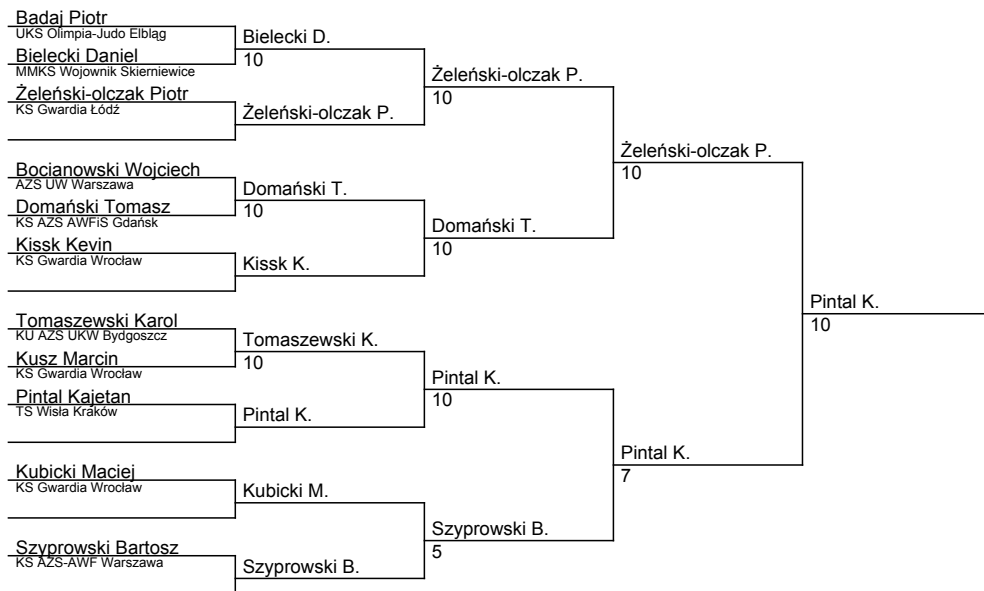 Badaj Piotr
UKS Olimpia-Judo Elbląg
Bielecki Daniel
MMKS Wojownik Skierniewice
Żeleński-olczak Piotr
KS Gwardia Łódź
Bocianowski Wojciech
AZS UW Warszawa
Domański Tomasz
KS AZS AWFiS Gdańsk
Kissk Kevin
KS Gwardia Wrocław
Tomaszewski Karol
KU AZS UKW Bydgoszcz
Kusz Marcin
KS Gwardia Wrocław
Pintal Kajetan
TS Wisła Kraków
Kubicki Maciej
KS Gwardia Wrocław
Szyprowski Bartosz
KS AZS-AWF Warszawa
Bielecki D.
10
Żeleński-olczak P.
Domański T.
10
Kissk K.
Tomaszewski K.
10
Pintal K.
Kubicki M.
Szyprowski B.
Żeleński-olczak P.
10
Domański T.
10
Pintal K.
10
Szyprowski B.
5
Żeleński-olczak P.
10
Pintal K.
7
Pintal K.
10